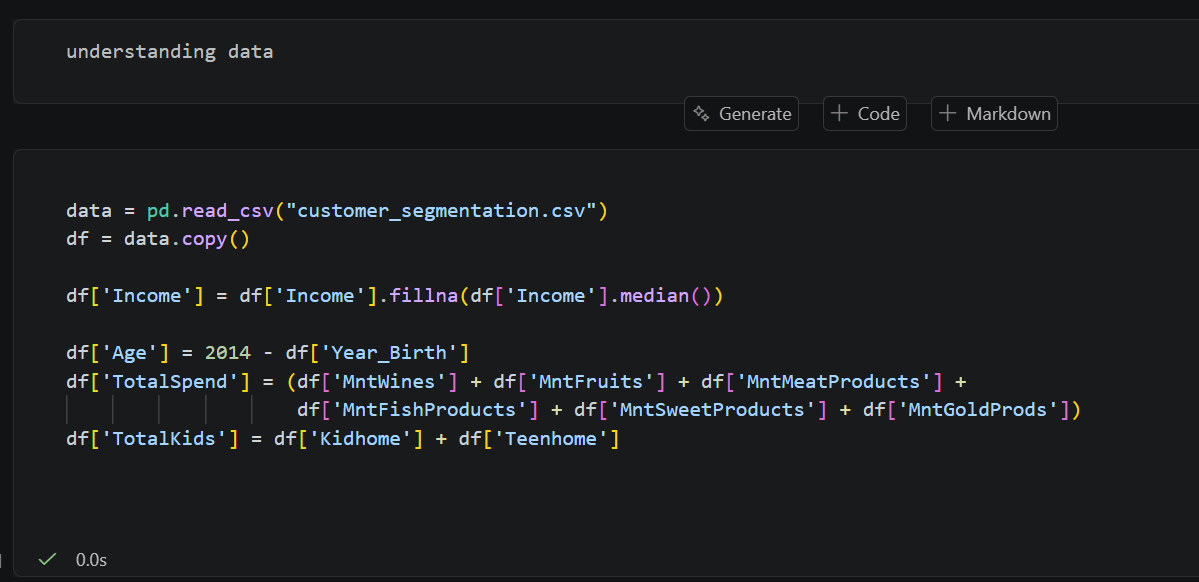 understanding data
Generate
Code
Markdown
data = pd.read_csv("customer_segmentation.csv")
df = data.copy()
df['Income'] = df['Income'].fillna(df['Income'].median())
df['Age'] = 2014 - df['Year_Birth']
df['TotalSpend'] = (df['MntWines'] + df['MntFruits'] + df['MntMeatProducts'] +
df['MntFishProducts'] + df['MntSweetProducts'] + df['MntGoldProds'])
df['TotalKids'] = df['Kidhome'] + df['Teenhome']
0.0s